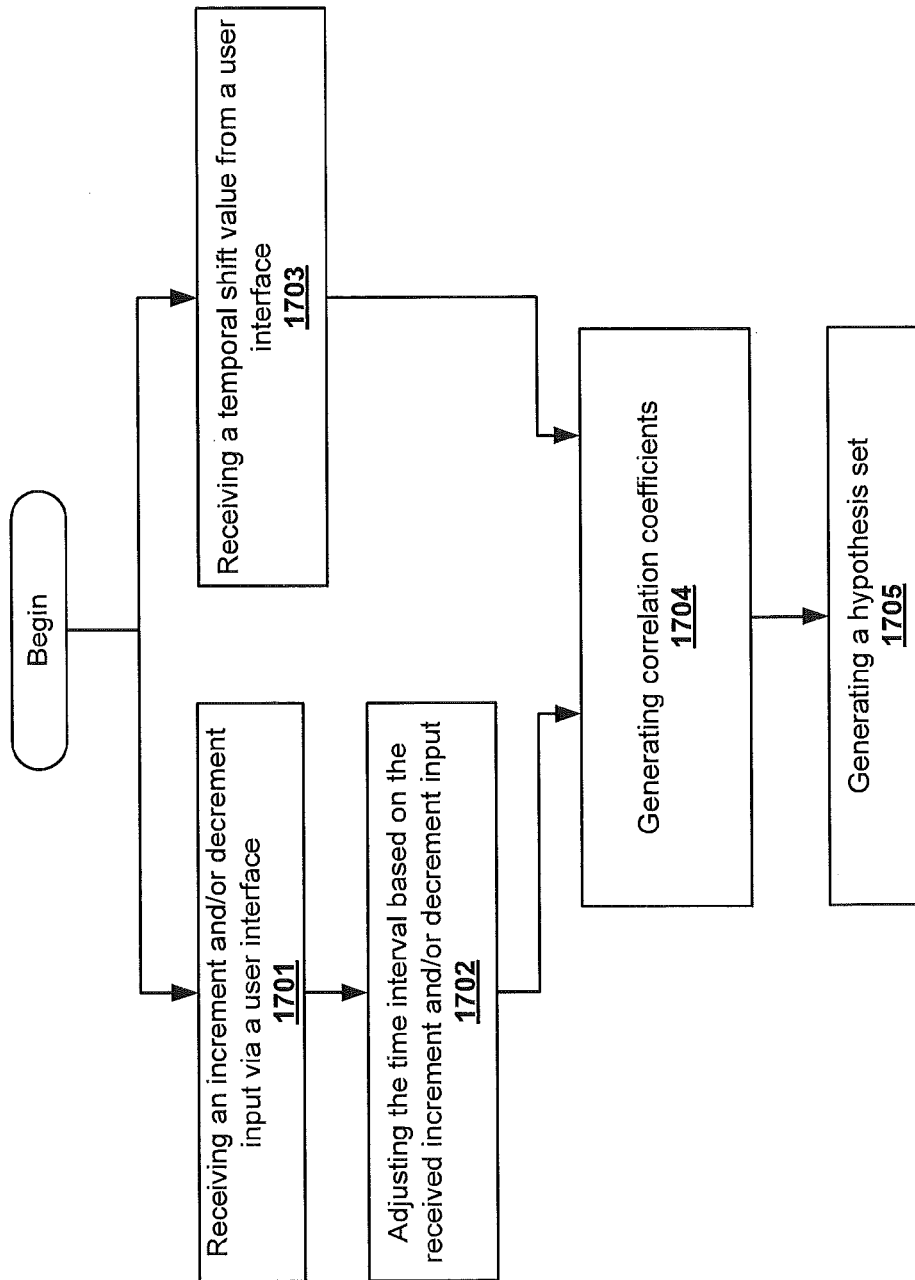 Begin
Receiving an increment and/or decrement
input via a user interface
1701
Adjusting the time interval based on the
received increment and/or decrement input
1702
Receiving a temporal shift value from a user
interface
1703
Generating correlation coefficients
1704
Generating a hypothesis set
1705